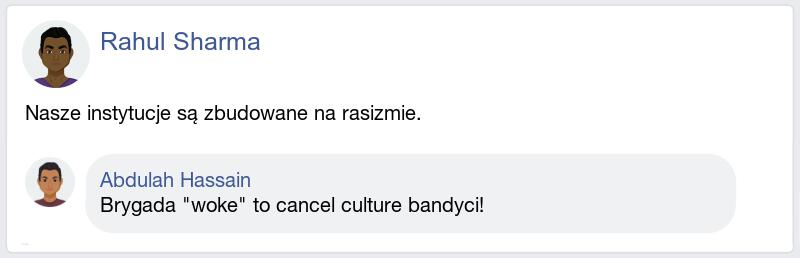 Rahul Sharma
Nasze instytucje są zbudowane na rasizmie.
Abdulah Hassain
Brygada "woke" to cancel culture bandyci!